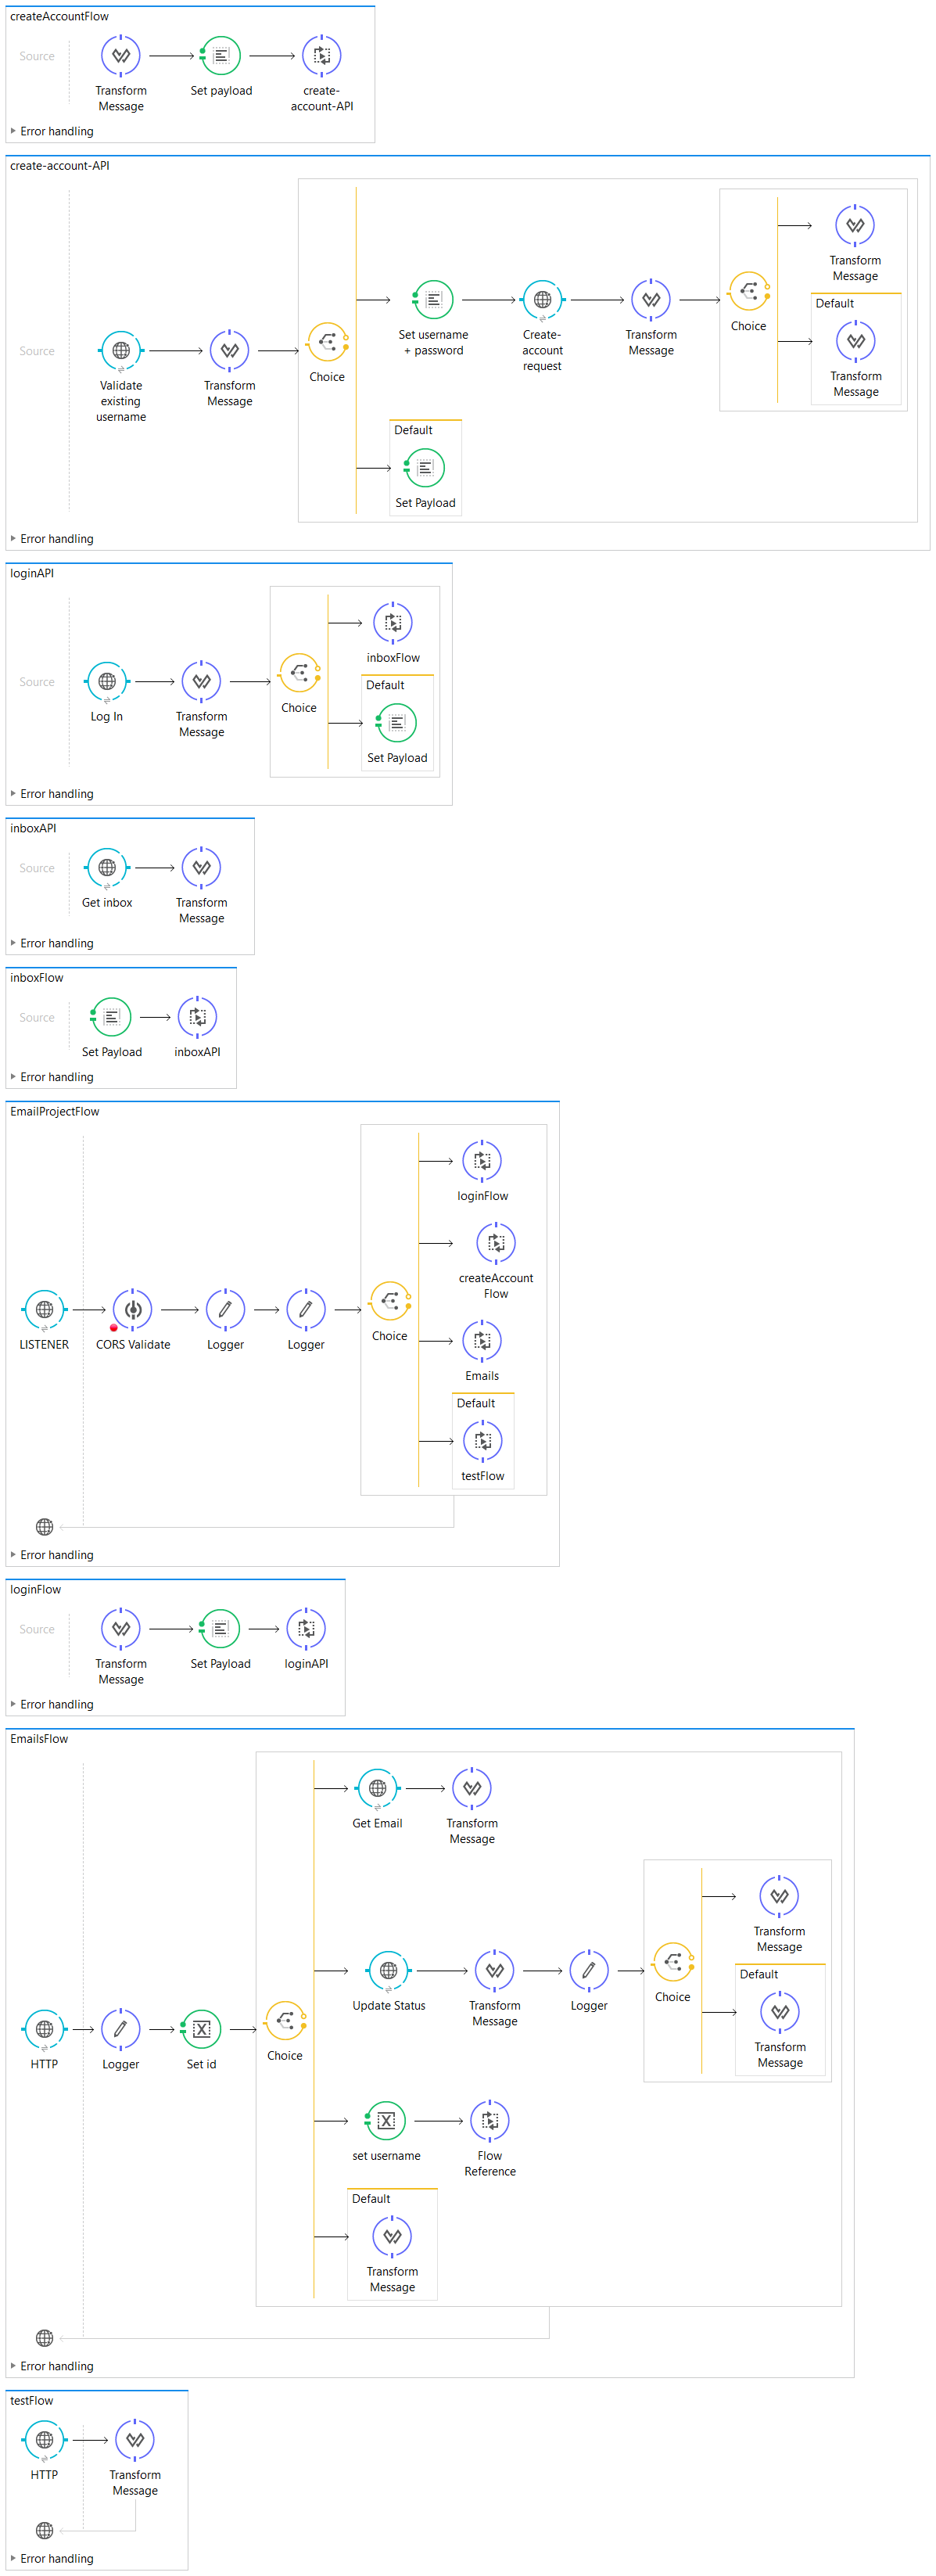 createAccountFlow
Source
Transform
Message
Set payload
create-
account-API
Error handling
create-account-API
Source
Validate
existing
username
Transform
Message
Choice
Set username
+ password
Create-
account
request
Transform
Message
Choice
Transform
Message
Default
Transform
Message
Default
Set Payload
Error handling
loginAPI
Source
Log In
Transform
Message
Choice
inboxFlow
Default
Set Payload
Error handling
inboxAPI
Source
Get inbox
Transform
Message
Error handling
inboxFlow
Source
Set Payload
inboxAPI
Error handling
EmailProjectFlow
LISTENER
CORS Validate
Logger
Logger
Choice
loginFlow
createAccount
Flow
Emails
Default
testFlow
Error handling
loginFlow
Source
Transform
Message
Set Payload
loginAPI
Error handling
EmailsFlow
HTTP
Logger
Set id
Choice
Get Email
Transform
Message
Update Status
Transform
Message
Logger
Choice
Transform
Message
Default
Transform
Message
set username
Flow
Reference
Default
Transform
Message
Error handling
testFlow
HTTP
Transform
Message
Error handling